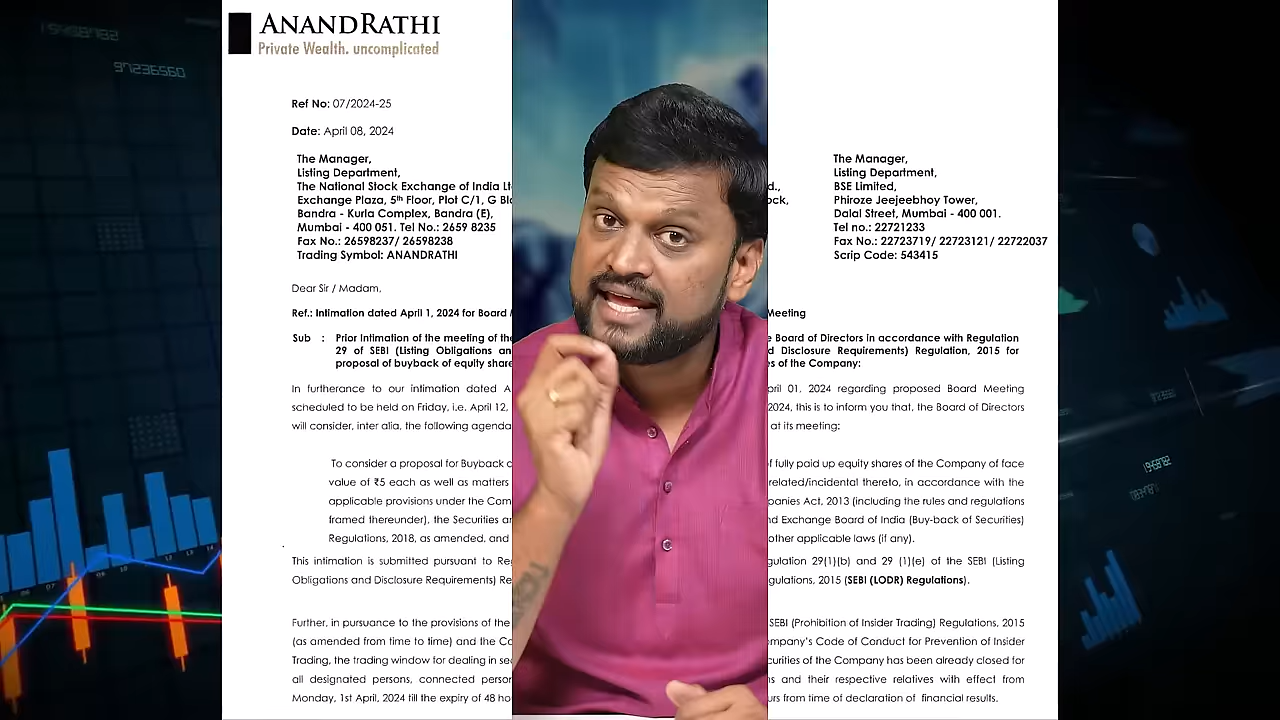 ANANDRATHI
Private Wealth. uncomplicated
Ref No: 07/2024-25
Date: April 08, 2024
The Manager,
Listing Department,
The National Stock Exchange of India Lt
Exchange Plaza, 5th Floor, Plot C/1, G Blo
Bandra - Kurla Complex, Bandra (E),
Mumbai - 400 051. Tel No.: 2659 8235
Fax No.: 26598237/ 26598238
Trading Symbol: ANANDRATHI
d.,
ock,
The Manager,
Listing Department,
BSE Limited,
Phiroze Jeejeebhoy Tower,
Dalal Street, Mumbai - 400 001.
Tel no.: 22721233
Fax No.: 22723719/ 22723121/ 22722037
Scrip Code: 543415
Dear Sir / Madam,
Ref.: Intimation dated April 1, 2024 for Board Meeting
Sub : Prior Intimation of the meeting of the Board of Directors in accordance with Regulation
29 of SEBI (Listing Obligations an d Disclosure Requirements) Regulation, 2015 for
proposal of buyback of equity share s of the Company:
In furtherance to our intimation dated A pril 01, 2024 regarding proposed Board Meeting
scheduled to be held on Friday, i.e. April 12, 2024, this is to inform you that, the Board of Directors
will consider, inter alia, the following agenda at its meeting:
To consider a proposal for Buyback o f fully paid up equity shares of the Company of face
value of ₹5 each as well as matters related/incidental thereto, in accordance with the
applicable provisions under the Com panies Act, 2013 (including the rules and regulations
framed thereunder), the Securities a nd Exchange Board of India (Buy-back of Securities)
Regulations, 2018, as amended, and other applicable laws (if any).
This intimation is submitted pursuant to Re gulation 29(1)(b) and 29 (1)(e) of the SEBI (Listing
Obligations and Disclosure Requirements) Re gulations, 2015 (SEBI (LODR) Regulations).
Further, in pursuance to the provisions of the SEBI (Prohibition of Insider Trading) Regulations, 2015
(as amended from time to time) and the Co mpany's Code of Conduct for Prevention of Insider
Trading, the trading window for dealing in se curities of the Company has been already closed for
all designated persons, connected person s and their respective relatives with effect from
Monday, 1st April, 2024 till the expiry of 48 ho urs from time of declaration of financial results.